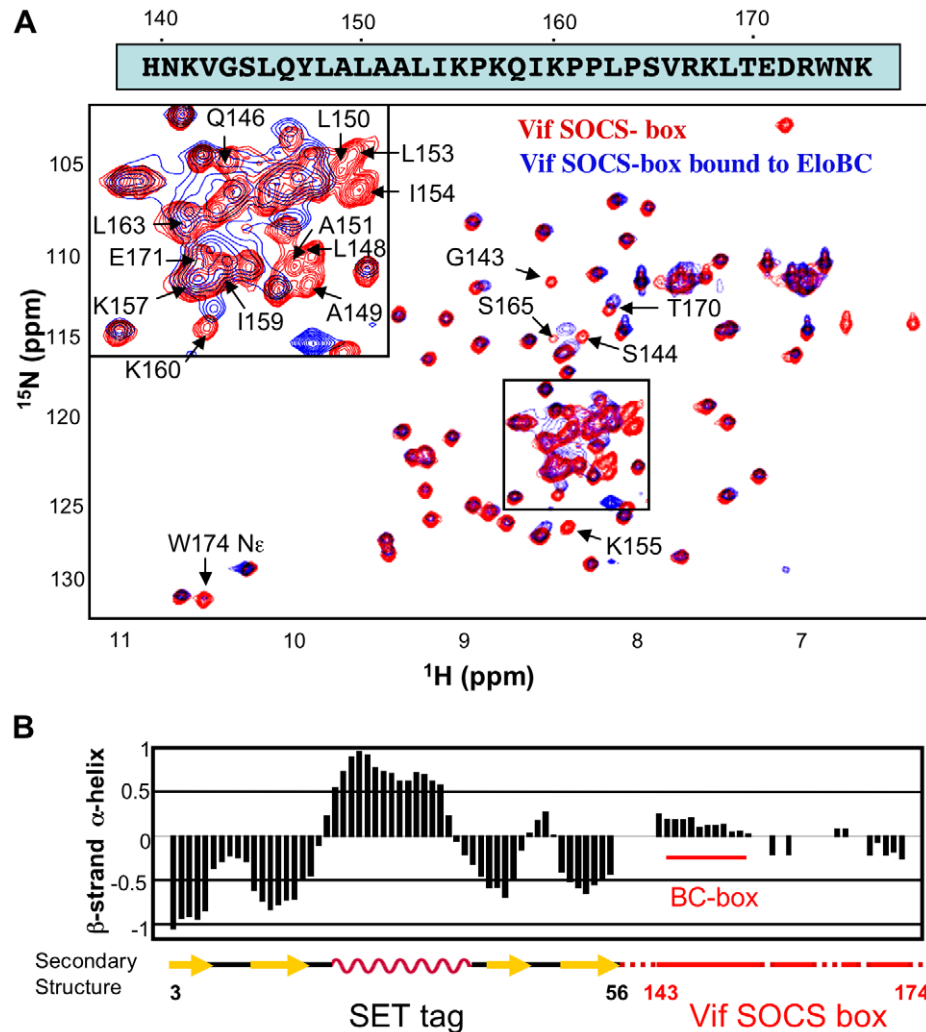 A
140 150 160 170
HNKVGSLQYLALAALIKPKQIKPPLPSVRKLTEDRWNK
Vif SOCS- box
Vif SOCS-box bound to EloBC
Q146
L150
L153
I154
L163
A151
E171
L148
K157
I159
A149
K160
G143
S165
T170
S144
K155
W174 Nε
105
110
115
120
125
130
15N (ppm)
11 10 9 8 7
1H (ppm)
B
β-strand α-helix
1
0.5
0
-0.5
-1
BC-box
Secondary
Structure
3 56 143 174
SET tag Vif SOCS box